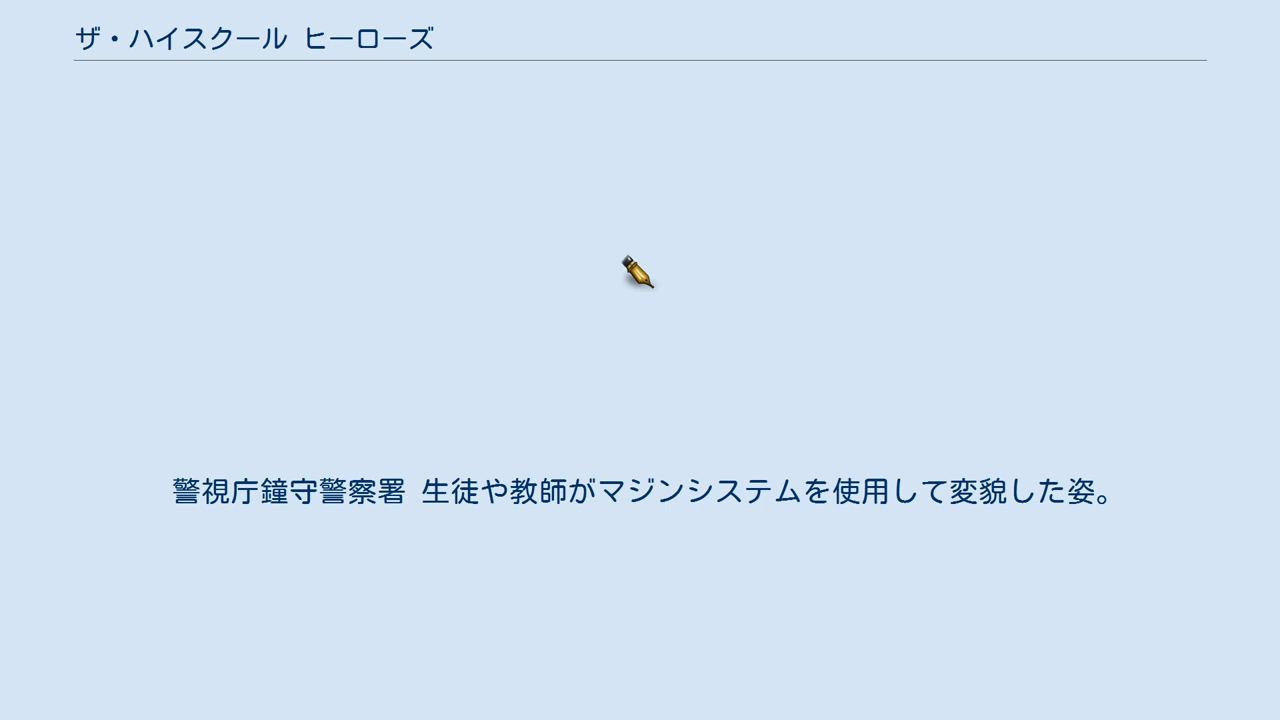 ザ・ハイスクール ヒーローズ
警視庁鐘守警察署 生徒や教師がマジンシステムを使用して変貌した姿。